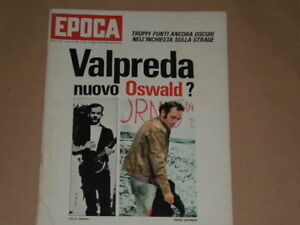 EPOCA
TROPPI PUNTI ANCORA OSCURI
NELL'INCHIESTA SULLA STRAGE
Valpreda
nuovo Oswald ?